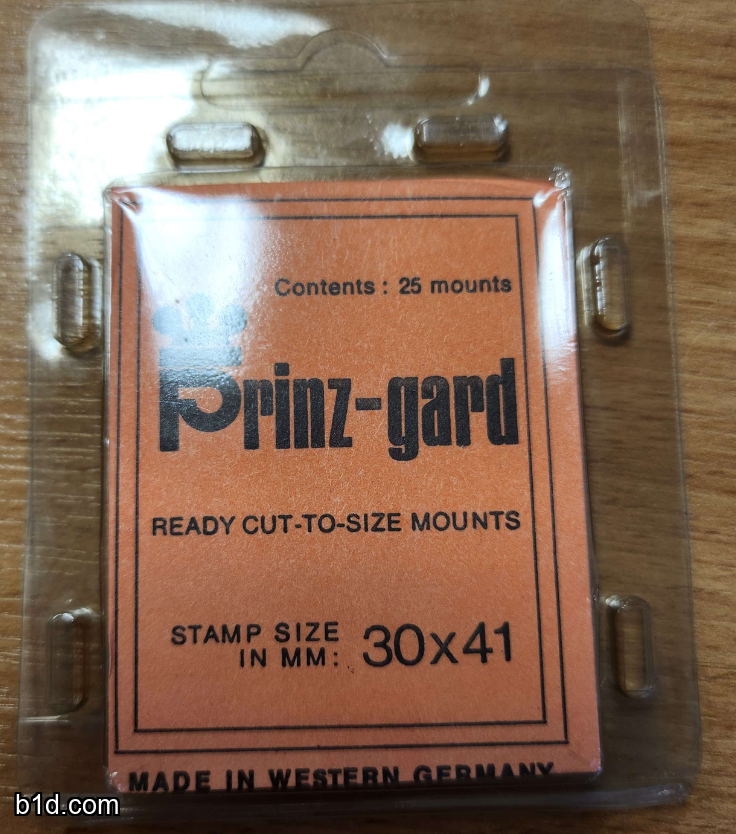 Contents : 25 mounts
Prinz-gard
READY CUT-TO-SIZE MOUNTS
STAMP SIZE
IN MM: 30x41
MADE IN WESTERN GERMANY
b1d.com